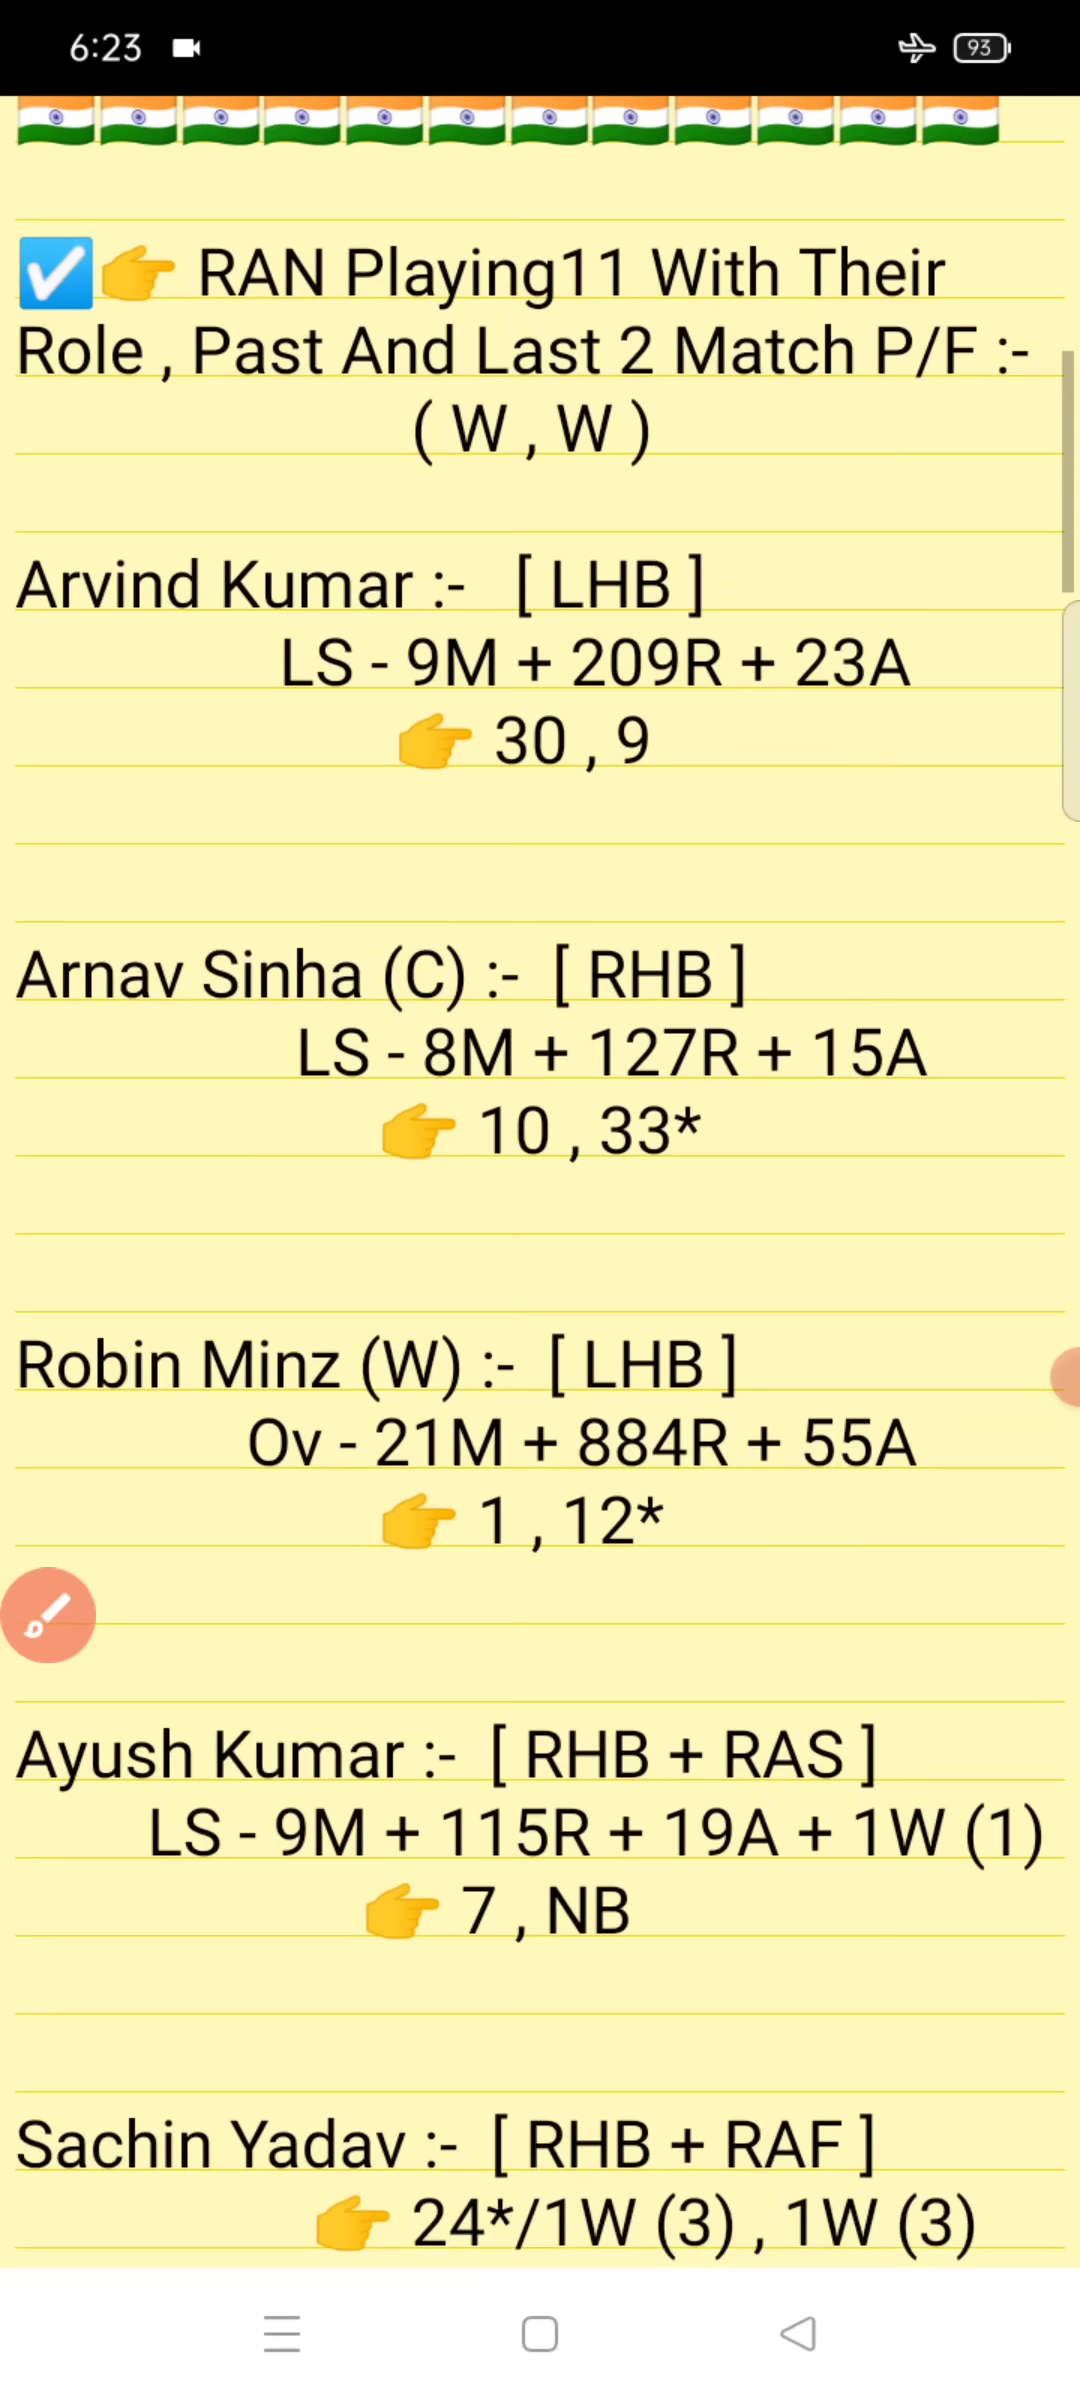 6:23
93
☑️👉 RAN Playing11 With Their
Role , Past And Last 2 Match P/F :-
( W , W )
Arvind Kumar :- [ LHB ]
LS - 9M + 209R + 23A
👉 30 , 9
Arnav Sinha (C) :- [ RHB ]
LS - 8M + 127R + 15A
👉 10 , 33*
Robin Minz (W) :- [ LHB ]
Ov - 21M + 884R + 55A
👉 1 , 12*
Ayush Kumar :- [ RHB + RAS ]
LS - 9M + 115R + 19A + 1W (1)
👉 7 , NB
Sachin Yadav :- [ RHB + RAF ]
👉 24*/1W (3) , 1W (3)